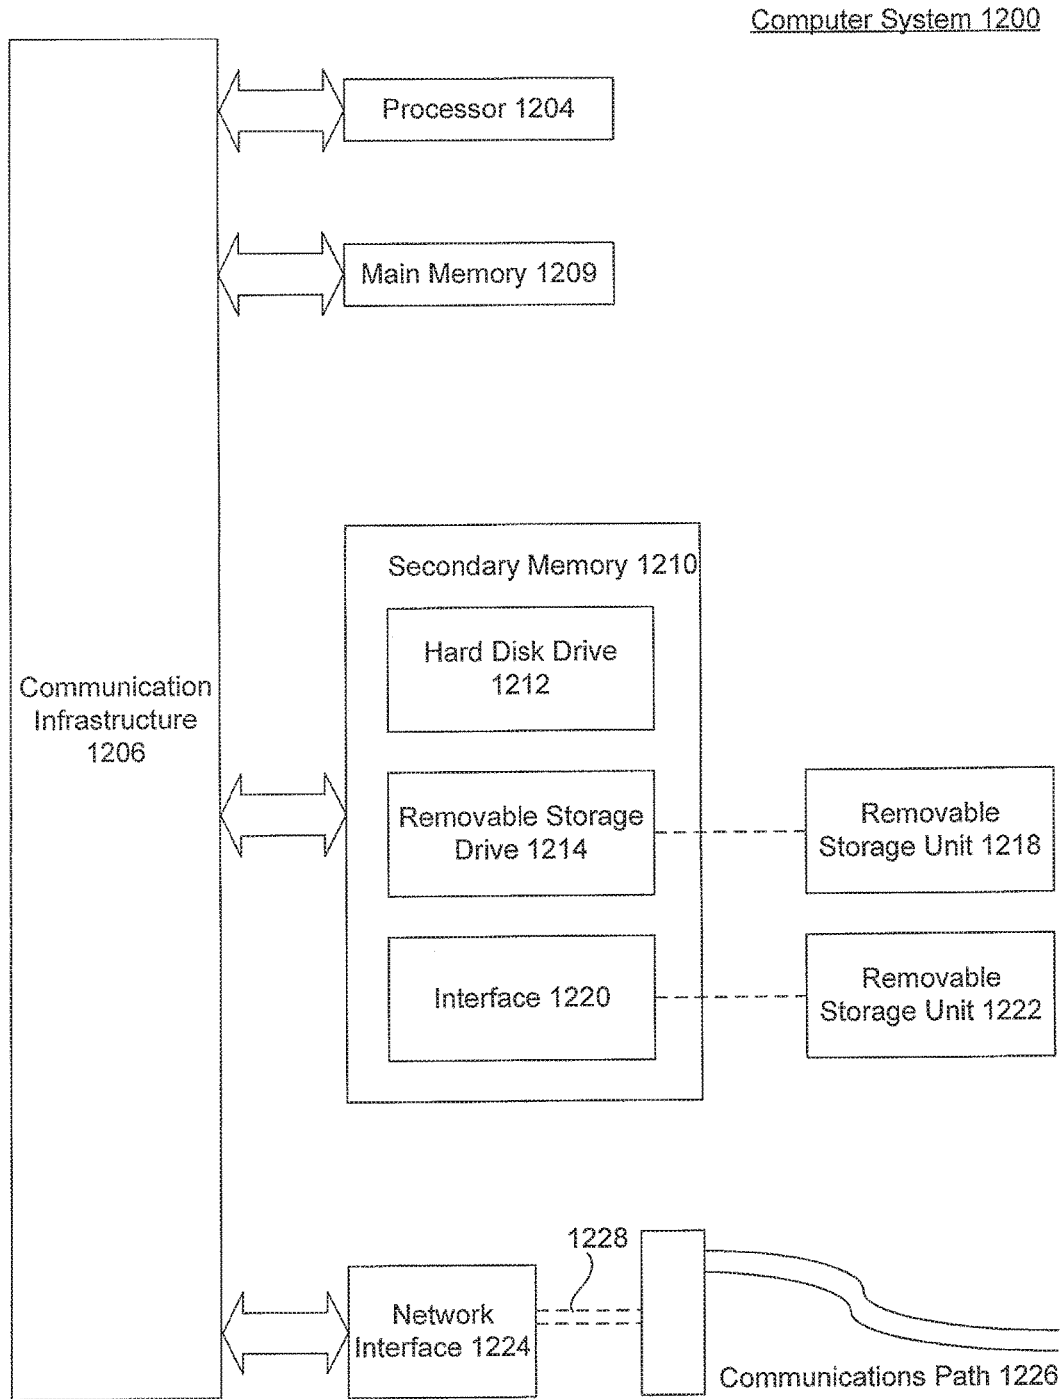 Computer System 1200
Processor 1204
Main Memory 1209
Secondary Memory 1210
Hard Disk Drive
1212
Communication
Infrastructure
1206
Removable Storage
Drive 1214
Removable
Storage Unit 1218
Interface 1220
Removable
Storage Unit 1222
1228
Network
Interface 1224
Communications Path 1226